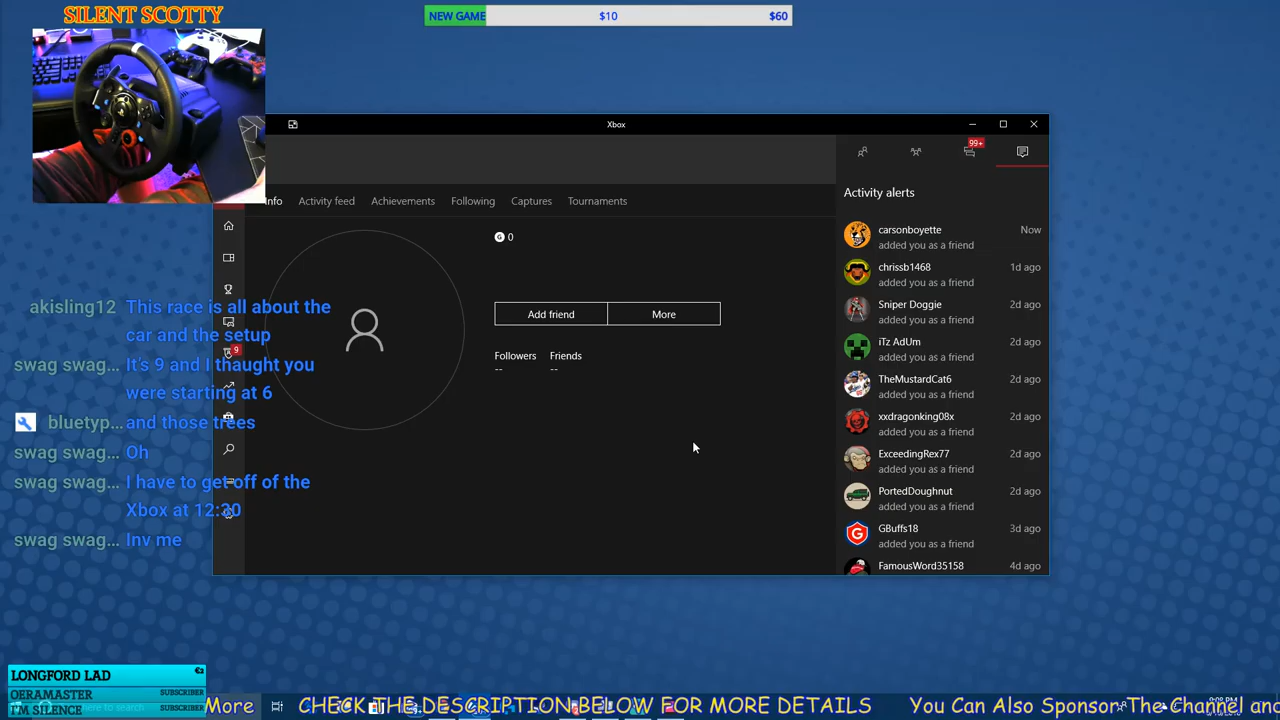 SILENT SCOTTY
NEW GAME $10 $60
Xbox
Info Activity feed Achievements Following Captures Tournaments
99+
Activity alerts
G 0
Add friend More
Followers Friends
-- --
9
carsonboyette Now
added you as a friend
chrissb1468 1d ago
added you as a friend
Sniper Doggie 2d ago
added you as a friend
iTz AdUm 2d ago
added you as a friend
TheMustardCat6 2d ago
added you as a friend
xxdragonking08x 2d ago
added you as a friend
ExceedingRex77 2d ago
added you as a friend
PortedDoughnut 2d ago
added you as a friend
GBuffs18 3d ago
added you as a friend
FamousWord35158 4d ago
akisling12 This race is all about the
car and the setup
swag swag... It's 9 and I thaught you
were starting at 6
bluetyp... and those trees
swag swag... Oh
swag swag... I have to get off of the
Xbox at 12:30
swag swag... Inv me
LONGFORD LAD €2
OERAMASTER SUBSCRIBER
I'M SILENCE SUBSCRIBER
More CHECK THE DESCRIPTION BELOW FOR MORE DETAILS You Can Also Sponsor The Channel and